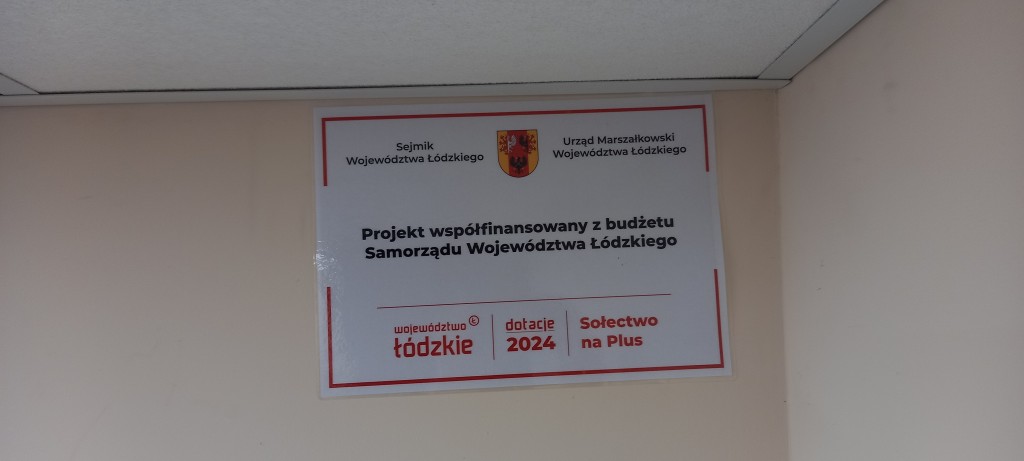 Sejmik
Województwa Łódzkiego
Urząd Marszałkowski
Województwa Łódzkiego
Projekt współfinansowany z budżetu
Samorządu Województwa Łódzkiego
województwo
łódzkie
dotacje
2024
Sołectwo
na Plus